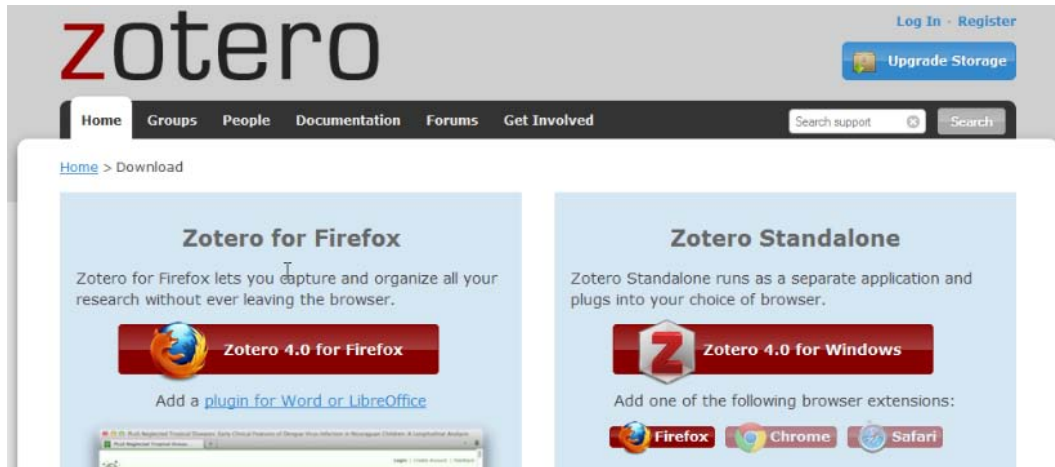 zotero
Log In · Register
Upgrade Storage
Home Groups People Documentation Forums Get Involved
Search support Search
Home > Download
Zotero for Firefox
Zotero for Firefox lets you capture and organize all your
research without ever leaving the browser.
Zotero 4.0 for Firefox
Add a plugin for Word or LibreOffice
Zotero Standalone
Zotero Standalone runs as a separate application and
plugs into your choice of browser.
Z
Zotero 4.0 for Windows
Add one of the following browser extensions:
Firefox Chrome Safari